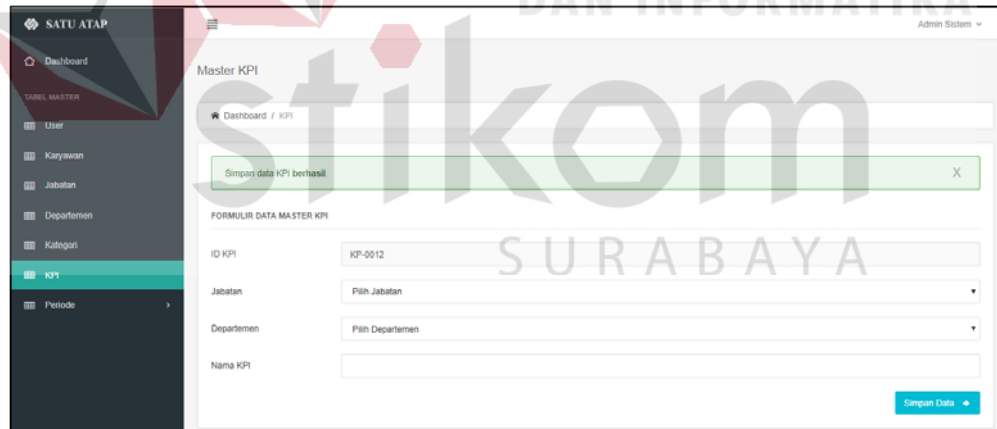 DAN INFORMATIKA
SATU ATAP
Admin Sistem
Dashboard
Master KPI
TABEL MASTER
Dashboard / KPI
User
Karyawan
Simpan data KPI berhasil.
X
Jabatan
Departemen
FORMULIR DATA MASTER KPI
Kategori
ID KPI
KP-0012
KPI
Jabatan
Pilih Jabatan
Periode
Departemen
Pilih Departemen
Nama KPI
Simpan Data
stikom
SURABAYA